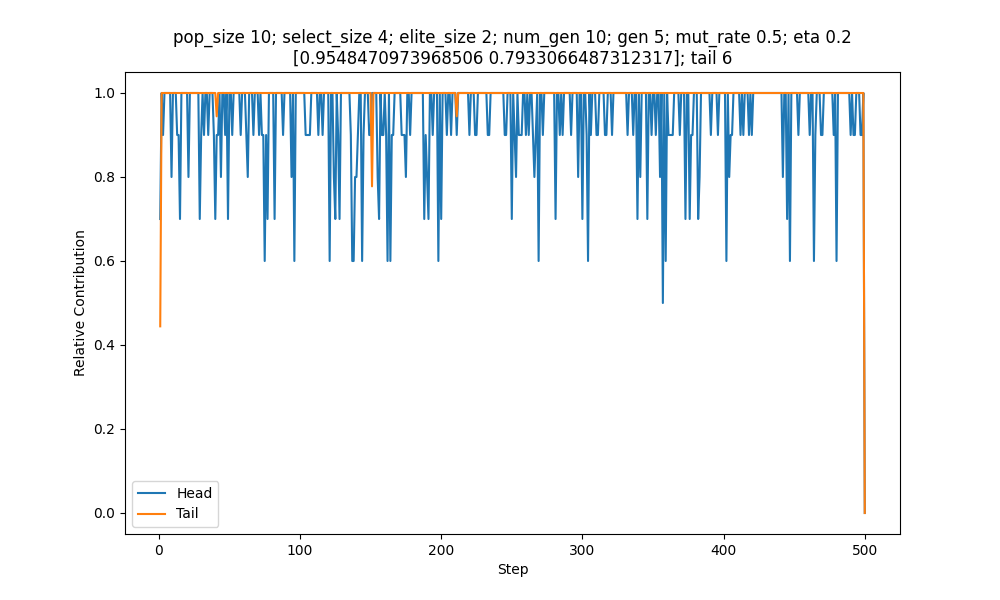 pop_size 10; select_size 4; elite_size 2; num_gen 10; gen 5; mut_rate 0.5; eta 0.2
[0.9548470973968506 0.7933066487312317]; tail 6
1.0
0.8
0.6
0.4
0.2
0.0
Relative Contribution
Head
Tail
0
100
200
300
400
500
Step